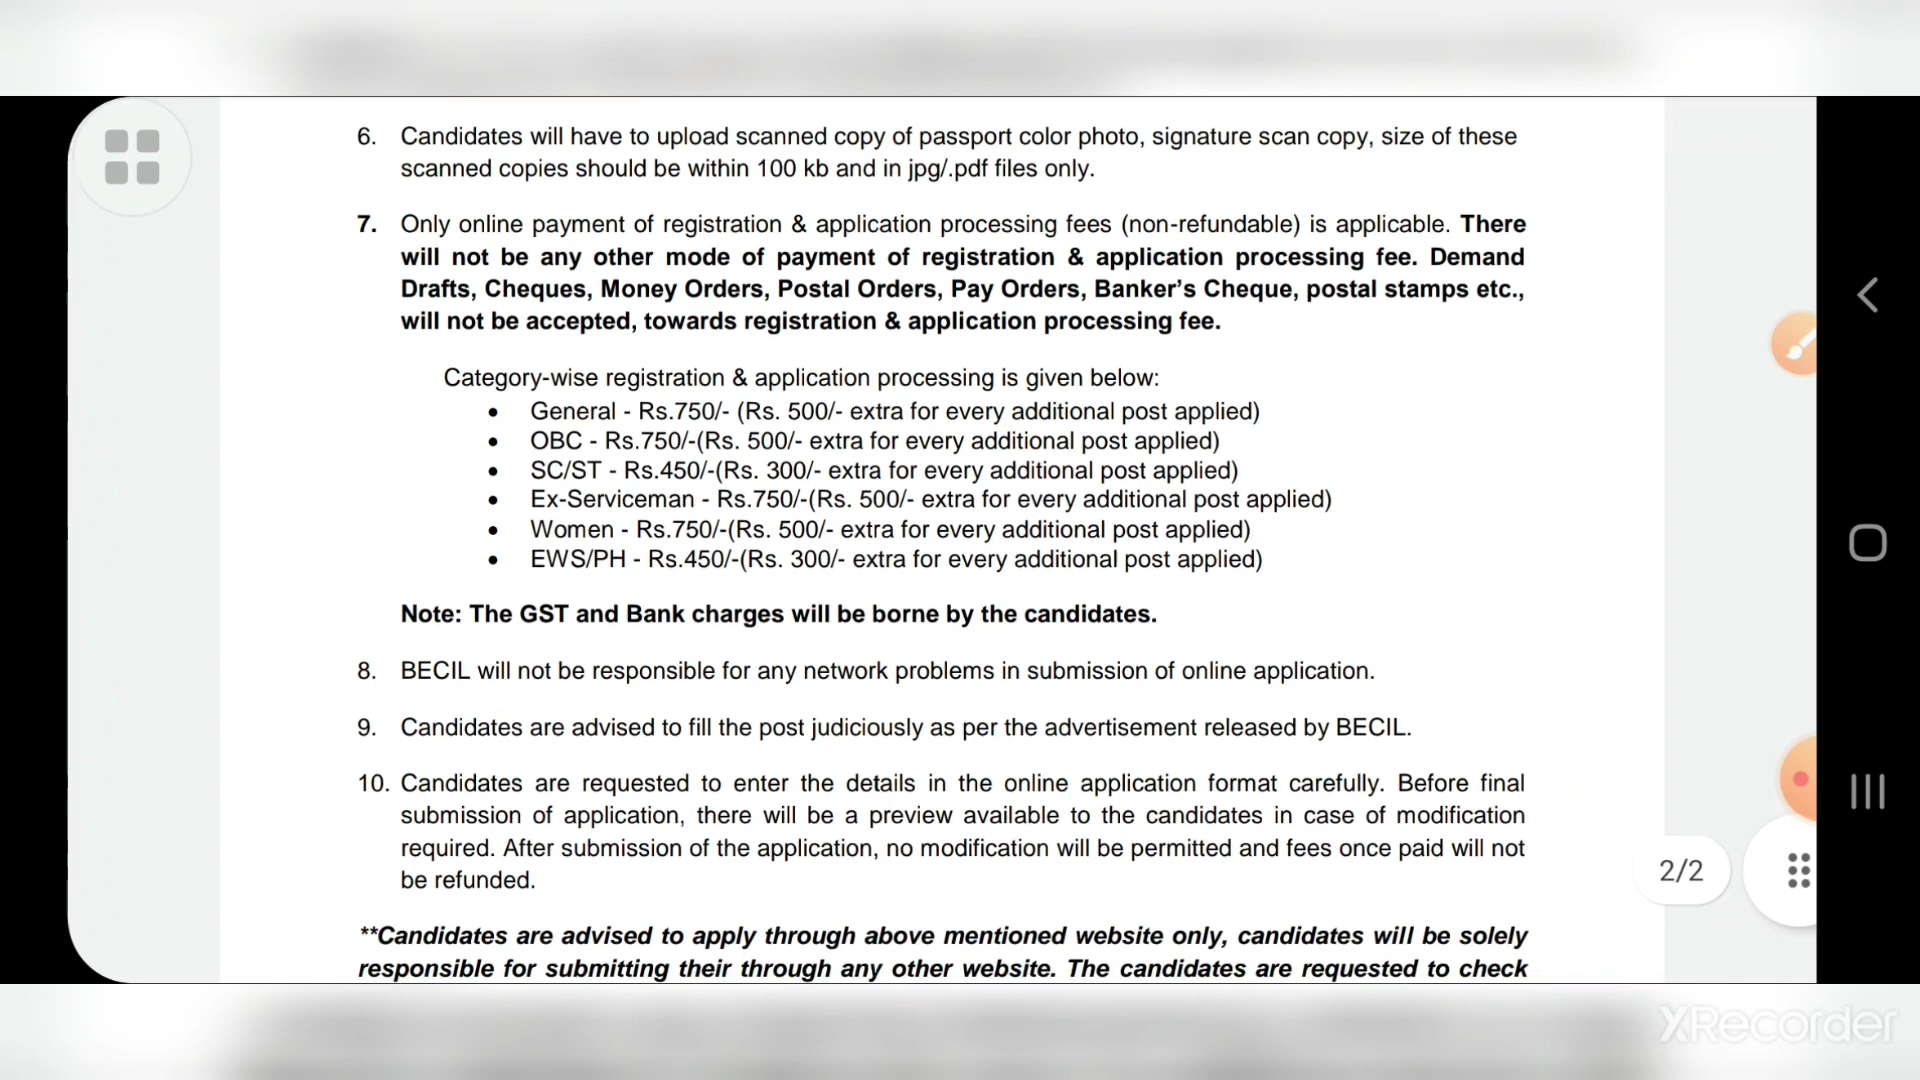 6. Candidates will have to upload scanned copy of passport color photo, signature scan copy, size of these
scanned copies should be within 100 kb and in jpg/.pdf files only.
7. Only online payment of registration & application processing fees (non-refundable) is applicable. There
will not be any other mode of payment of registration & application processing fee. Demand
Drafts, Cheques, Money Orders, Postal Orders, Pay Orders, Banker’s Cheque, postal stamps etc.,
will not be accepted, towards registration & application processing fee.
Category-wise registration & application processing is given below:
• General - Rs.750/- (Rs. 500/- extra for every additional post applied)
• OBC - Rs.750/-(Rs. 500/- extra for every additional post applied)
• SC/ST - Rs.450/-(Rs. 300/- extra for every additional post applied)
• Ex-Serviceman - Rs.750/-(Rs. 500/- extra for every additional post applied)
• Women - Rs.750/-(Rs. 500/- extra for every additional post applied)
• EWS/PH - Rs.450/-(Rs. 300/- extra for every additional post applied)
Note: The GST and Bank charges will be borne by the candidates.
8. BECIL will not be responsible for any network problems in submission of online application.
9. Candidates are advised to fill the post judiciously as per the advertisement released by BECIL.
10. Candidates are requested to enter the details in the online application format carefully. Before final
submission of application, there will be a preview available to the candidates in case of modification
required. After submission of the application, no modification will be permitted and fees once paid will not
be refunded.
2/2
**Candidates are advised to apply through above mentioned website only, candidates will be solely
responsible for submitting their through any other website. The candidates are requested to check
XRecorder